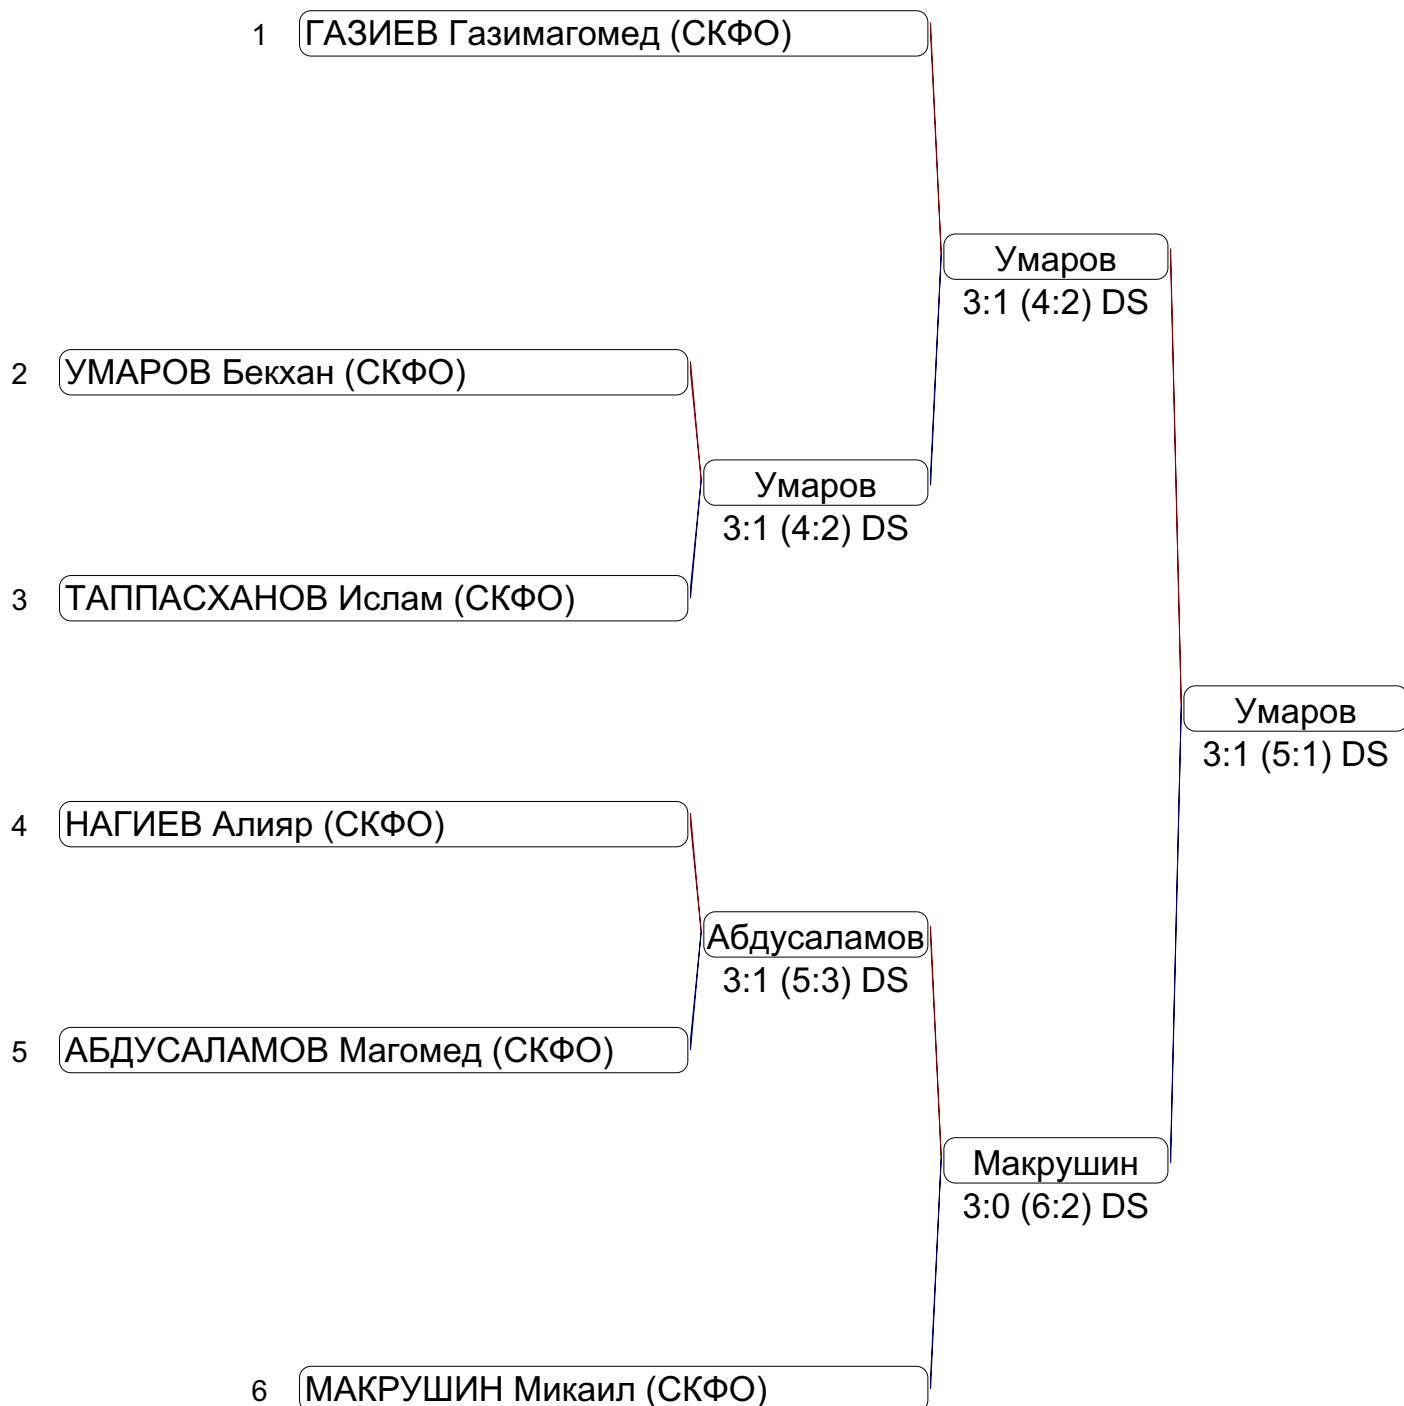 1 ГАЗИЕВ Газимагомед (СКФО)
Умаров
3:1 (4:2) DS
2 УМАРОВ Бекхан (СКФО)
Умаров
3:1 (4:2) DS
3 ТАППАСХАНОВ Ислам (СКФО)
Умаров
3:1 (5:1) DS
4 НАГИЕВ Алияр (СКФО)
Абдусаламов
3:1 (5:3) DS
5 АБДУСАЛАМОВ Магомед (СКФО)
Макрушин
3:0 (6:2) DS
6 МАКРУШИН Микаил (СКФО)